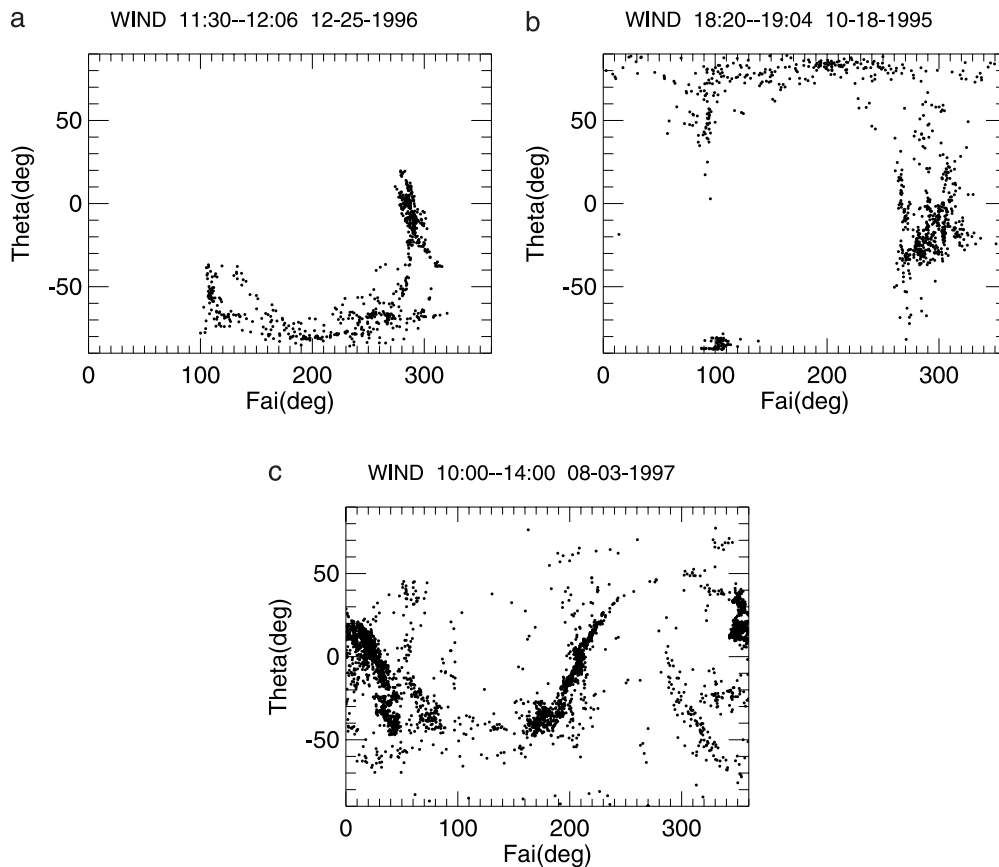 a
WIND 11:30--12:06 12-25-1996
50
0
-50
Theta(deg)
0 100 200 300
Fai(deg)
b
WIND 18:20--19:04 10-18-1995
50
0
-50
Theta(deg)
0 100 200 300
Fai(deg)
c
WIND 10:00--14:00 08-03-1997
50
0
-50
Theta(deg)
0 100 200 300
Fai(deg)